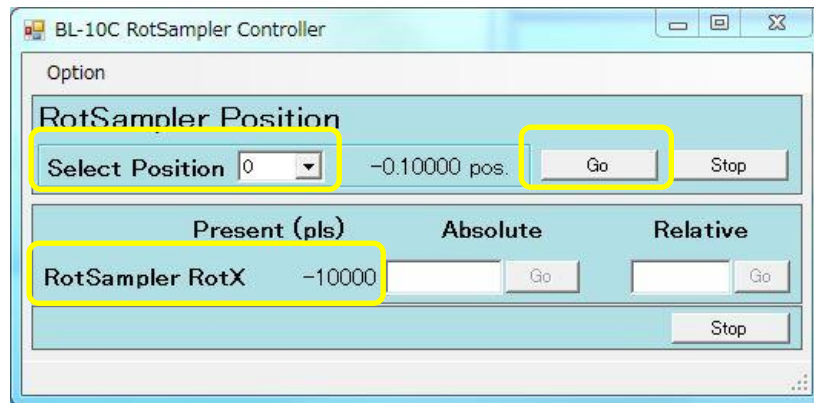 BL-10C RotSampler Controller
Option
RotSampler Position
Select Position 0 -0.10000 pos. Go Stop
Present (pls) Absolute Relative
RotSampler RotX -10000 Go Go
Stop